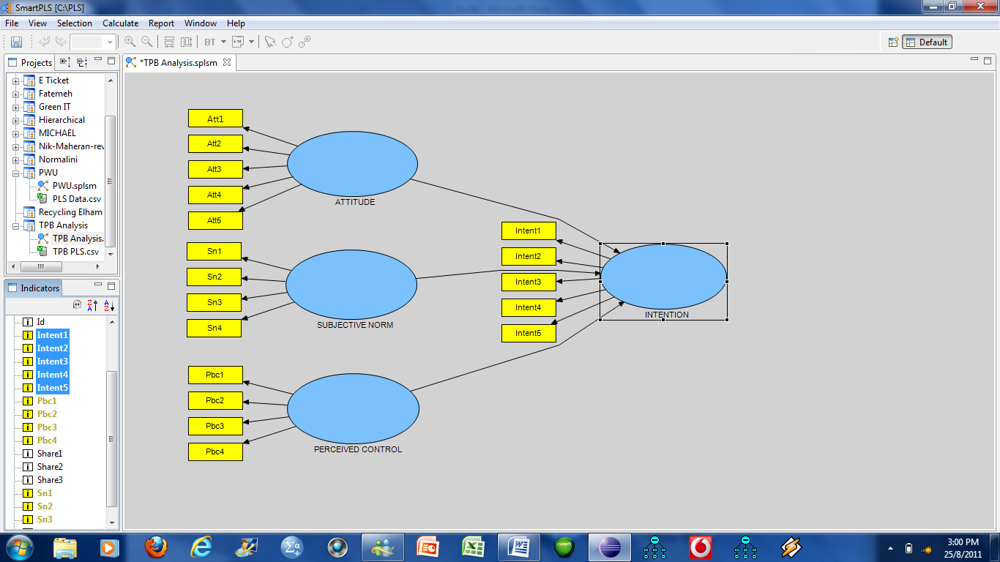 SmartPLS [C:\PLS]
File View Selection Calculate Report Window Help
BT
Default
Projects
E Ticket
Fatemeh
Green IT
Hierarchical
MICHAEL
Nik-Maheran-rev
Normalini
PWU
PWU.splsm
PLS Data.csv
Recycling Elham
TPB Analysis
TPB Analysis.
TPB PLS.csv
Indicators
Id
Intent1
Intent2
Intent3
Intent4
Intent5
Pbc1
Pbc2
Pbc3
Pbc4
Share1
Share2
Share3
Sn1
Sn2
Sn3
*TPB Analysis.splsm
Att1
Att2
Att3
Att4
Att5
ATTITUDE
Sn1
Sn2
Sn3
Sn4
SUBJECTIVE NORM
Pbc1
Pbc2
Pbc3
Pbc4
PERCEIVED CONTROL
Intent1
Intent2
Intent3
Intent4
Intent5
INTENTION
3:00 PM
25/8/2011